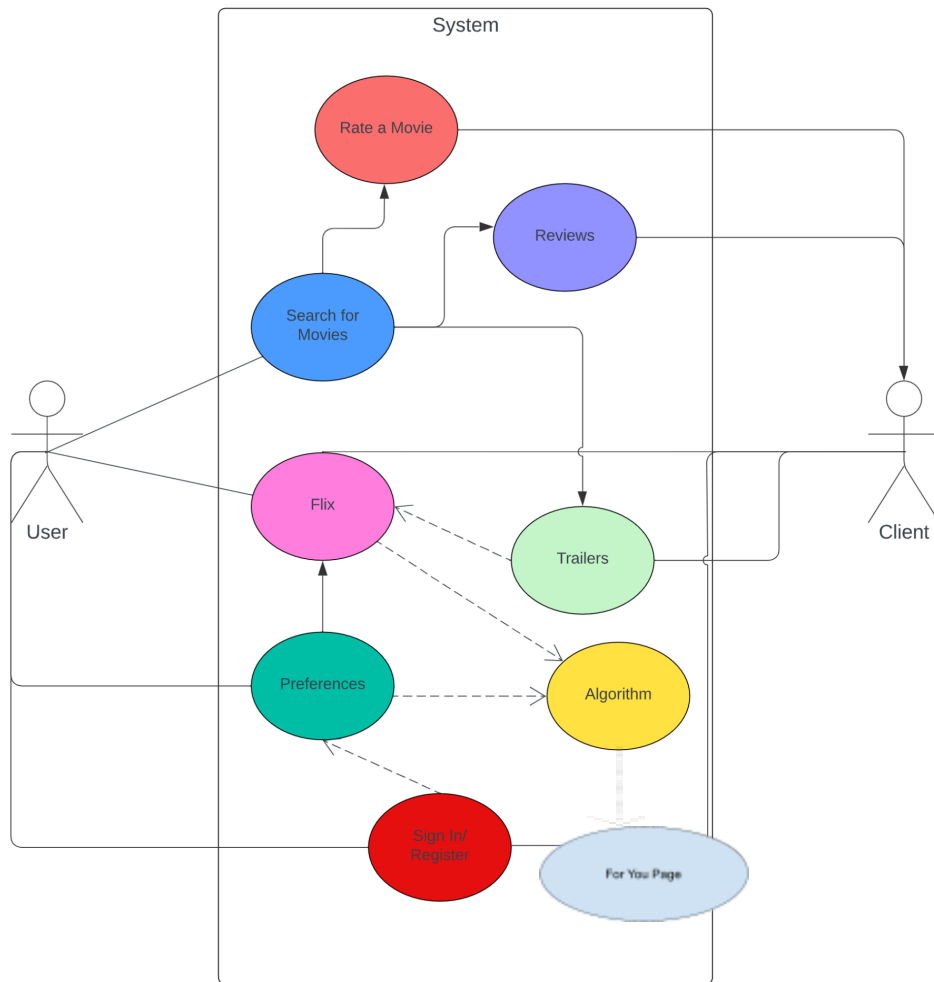 System
Rate a Movie
Reviews
Search for
Movies
User
Client
Flix
Trailers
Preferences
Algorithm
Sign In/
Register
For You Page